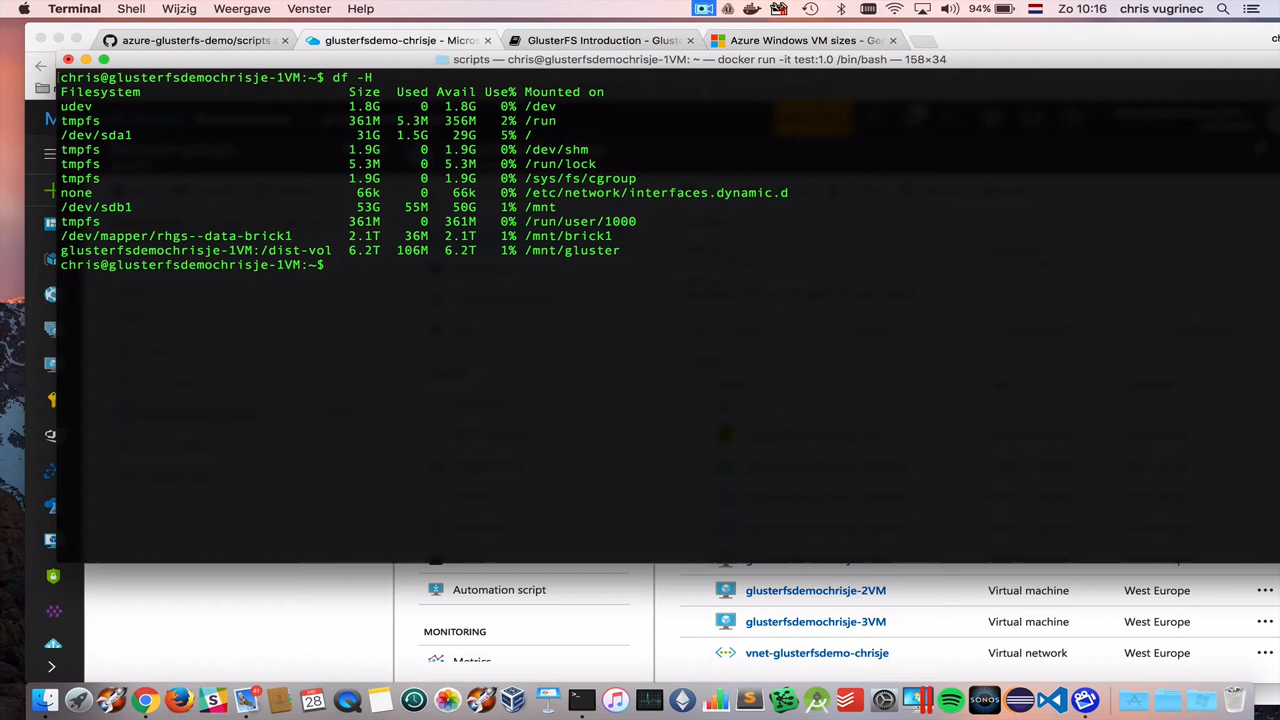 Terminal Shell Wijzig Weergave Venster Help 94% Zo 10:16 chris vugrinec
azure-glusterfs-demo/scripts glusterfsdemo-chrisje - Micros GlusterFS Introduction - Gluster Azure Windows VM sizes - Gen
scripts — chris@glusterfsdemochrisje-1VM: ~ — docker run -it test:1.0 /bin/bash — 158×34
chris@glusterfsdemochrisje-1VM:~$ df -H
Filesystem Size Used Avail Use% Mounted on
udev 1.8G 0 1.8G 0% /dev
tmpfs 361M 5.3M 356M 2% /run
/dev/sda1 31G 1.5G 29G 5% /
tmpfs 1.9G 0 1.9G 0% /dev/shm
tmpfs 5.3M 0 5.3M 0% /run/lock
tmpfs 1.9G 0 1.9G 0% /sys/fs/cgroup
none 66k 0 66k 0% /etc/network/interfaces.dynamic.d
/dev/sdb1 53G 55M 50G 1% /mnt
tmpfs 361M 0 361M 0% /run/user/1000
/dev/mapper/rhgs--data-brick1 2.1T 36M 2.1T 1% /mnt/brick1
glusterfsdemochrisje-1VM:/dist-vol 6.2T 106M 6.2T 1% /mnt/gluster
chris@glusterfsdemochrisje-1VM:~$
Automation script
glusterfsdemochrisje-2VM Virtual machine West Europe
MONITORING
glusterfsdemochrisje-3VM Virtual machine West Europe
Metrics
vnet-glusterfsdemo-chrisje Virtual network West Europe
41
MEI
28
SONOS